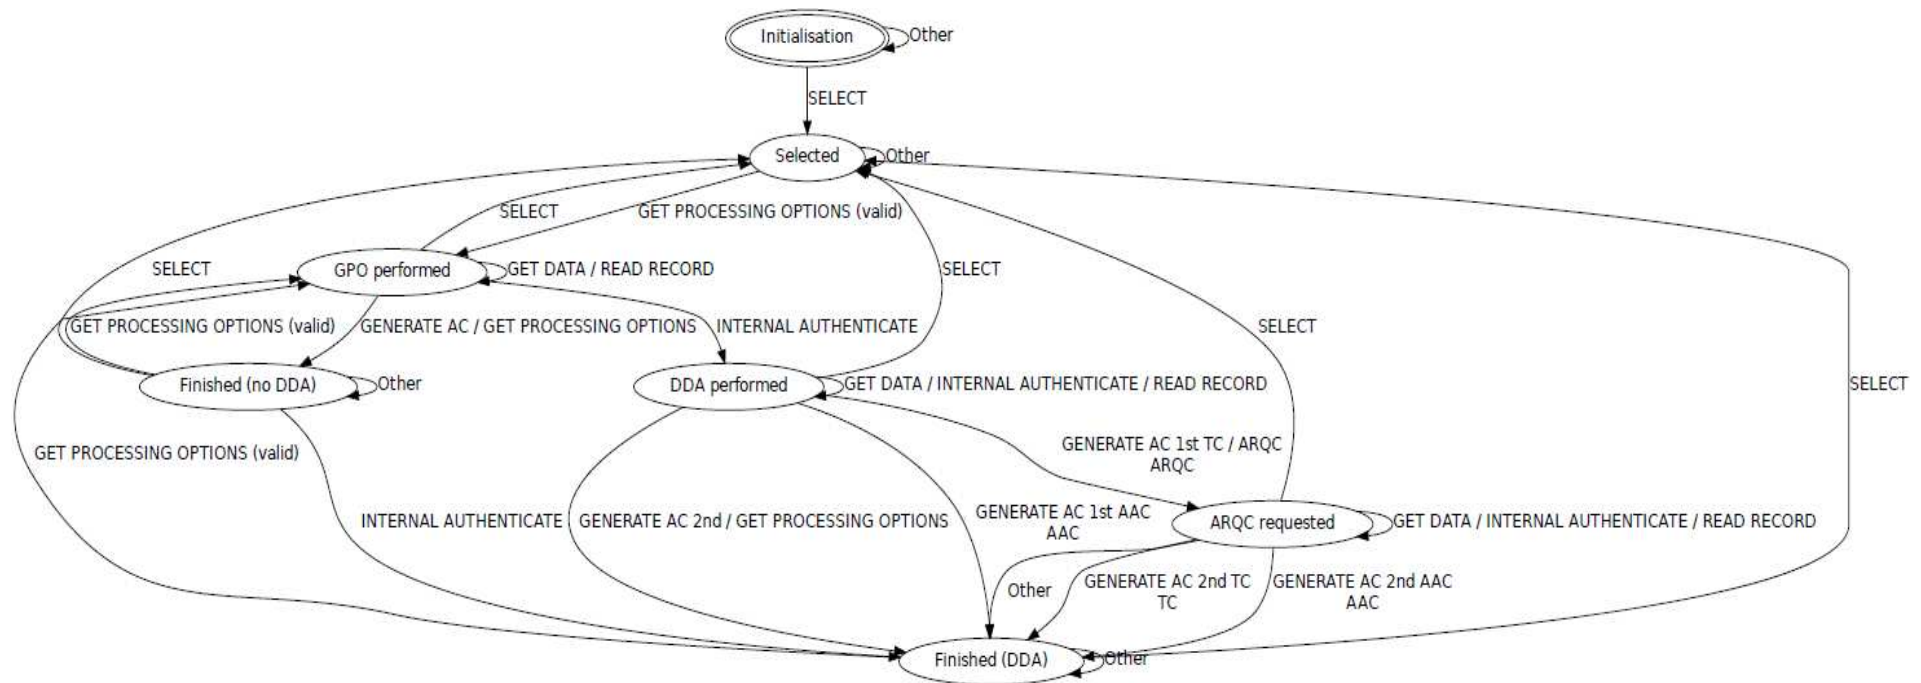 Initialisation
Other
SELECT
Selected
Other
SELECT
GET PROCESSING OPTIONS (valid)
SELECT
GPO performed
GET DATA / READ RECORD
SELECT
GET PROCESSING OPTIONS (valid)
GENERATE AC / GET PROCESSING OPTIONS
INTERNAL AUTHENTICATE
SELECT
Finished (no DDA)
Other
DDA performed
GET DATA / INTERNAL AUTHENTICATE / READ RECORD
SELECT
GET PROCESSING OPTIONS (valid)
GENERATE AC 1st TC / ARQC
ARQC
INTERNAL AUTHENTICATE
GENERATE AC 2nd / GET PROCESSING OPTIONS
GENERATE AC 1st AAC
AAC
ARQC requested
GET DATA / INTERNAL AUTHENTICATE / READ RECORD
Other
GENERATE AC 2nd TC
TC
GENERATE AC 2nd AAC
AAC
Finished (DDA)
Other